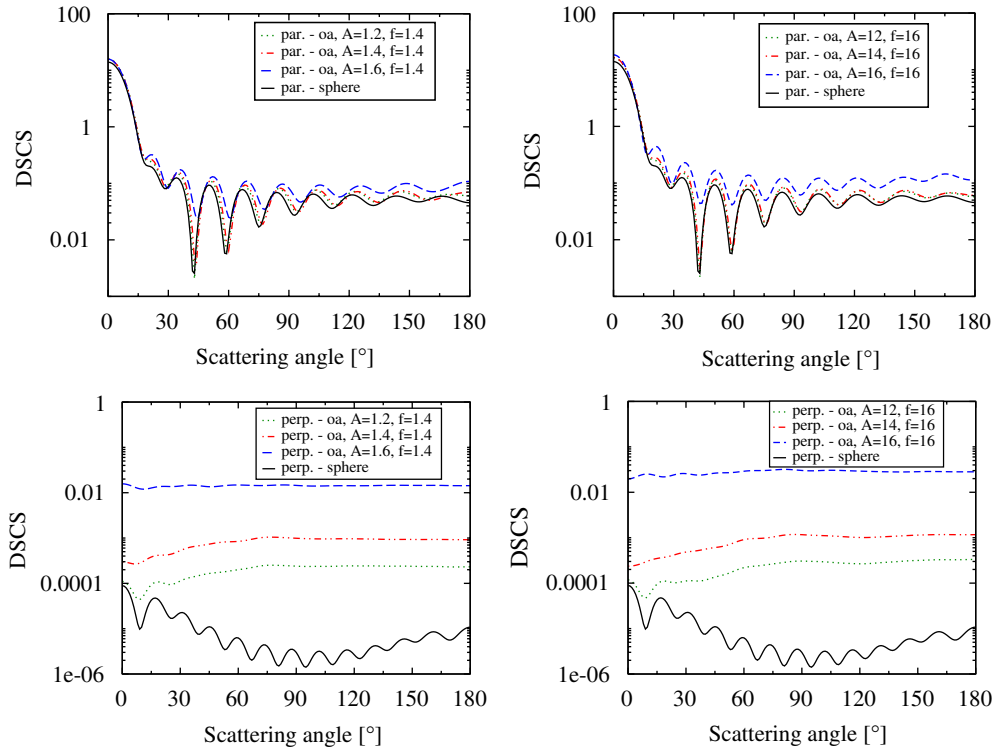 100
1
0.01
DSCS
par. - oa, A=1.2, f=1.4
par. - oa, A=1.4, f=1.4
par. - oa, A=1.6, f=1.4
par. - sphere
0 30 60 90 120 150 180
Scattering angle [°]
100
1
0.01
DSCS
par. - oa, A=12, f=16
par. - oa, A=14, f=16
par. - oa, A=16, f=16
par. - sphere
0 30 60 90 120 150 180
Scattering angle [°]
1
0.01
0.0001
1e-06
DSCS
perp. - oa, A=1.2, f=1.4
perp. - oa, A=1.4, f=1.4
perp. - oa, A=1.6, f=1.4
perp. - sphere
0 30 60 90 120 150 180
Scattering angle [°]
1
0.01
0.0001
1e-06
DSCS
perp. - oa, A=12, f=16
perp. - oa, A=14, f=16
perp. - oa, A=16, f=16
perp. - sphere
0 30 60 90 120 150 180
Scattering angle [°]